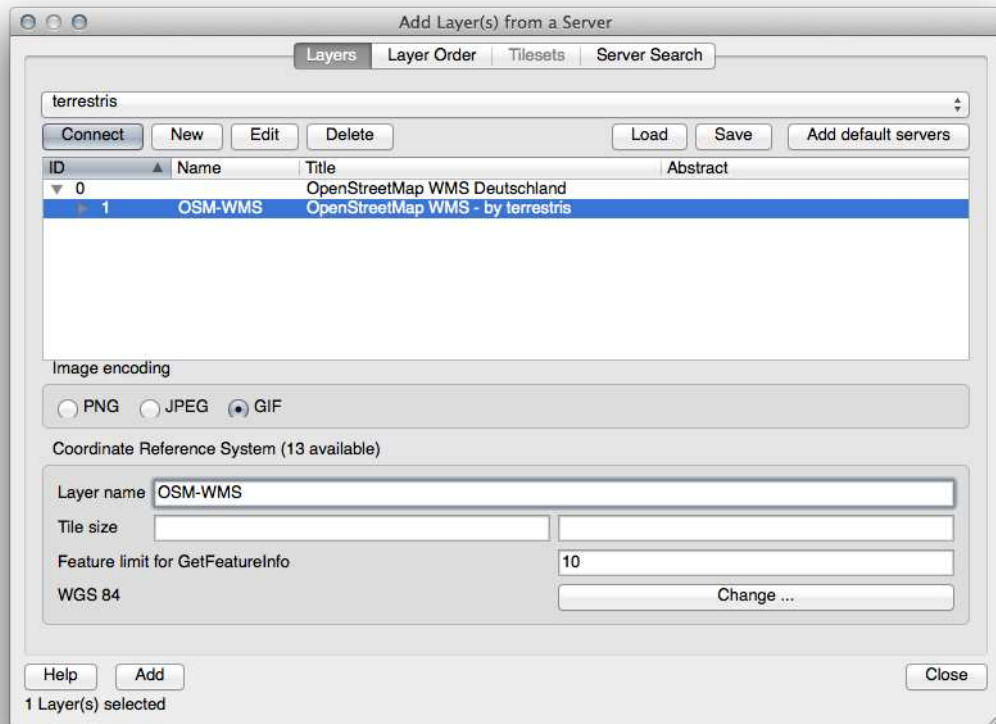 Add Layer(s) from a Server
Layers Layer Order Tilesets Server Search
terrestris
Connect New Edit Delete Load Save Add default servers
ID Name Title Abstract
0 OpenStreetMap WMS Deutschland
1 OSM-WMS OpenStreetMap WMS - by terrestris
Image encoding
PNG JPEG GIF
Coordinate Reference System (13 available)
Layer name OSM-WMS
Tile size
Feature limit for GetFeatureInfo 10
WGS 84 Change ...
Help Add Close
1 Layer(s) selected